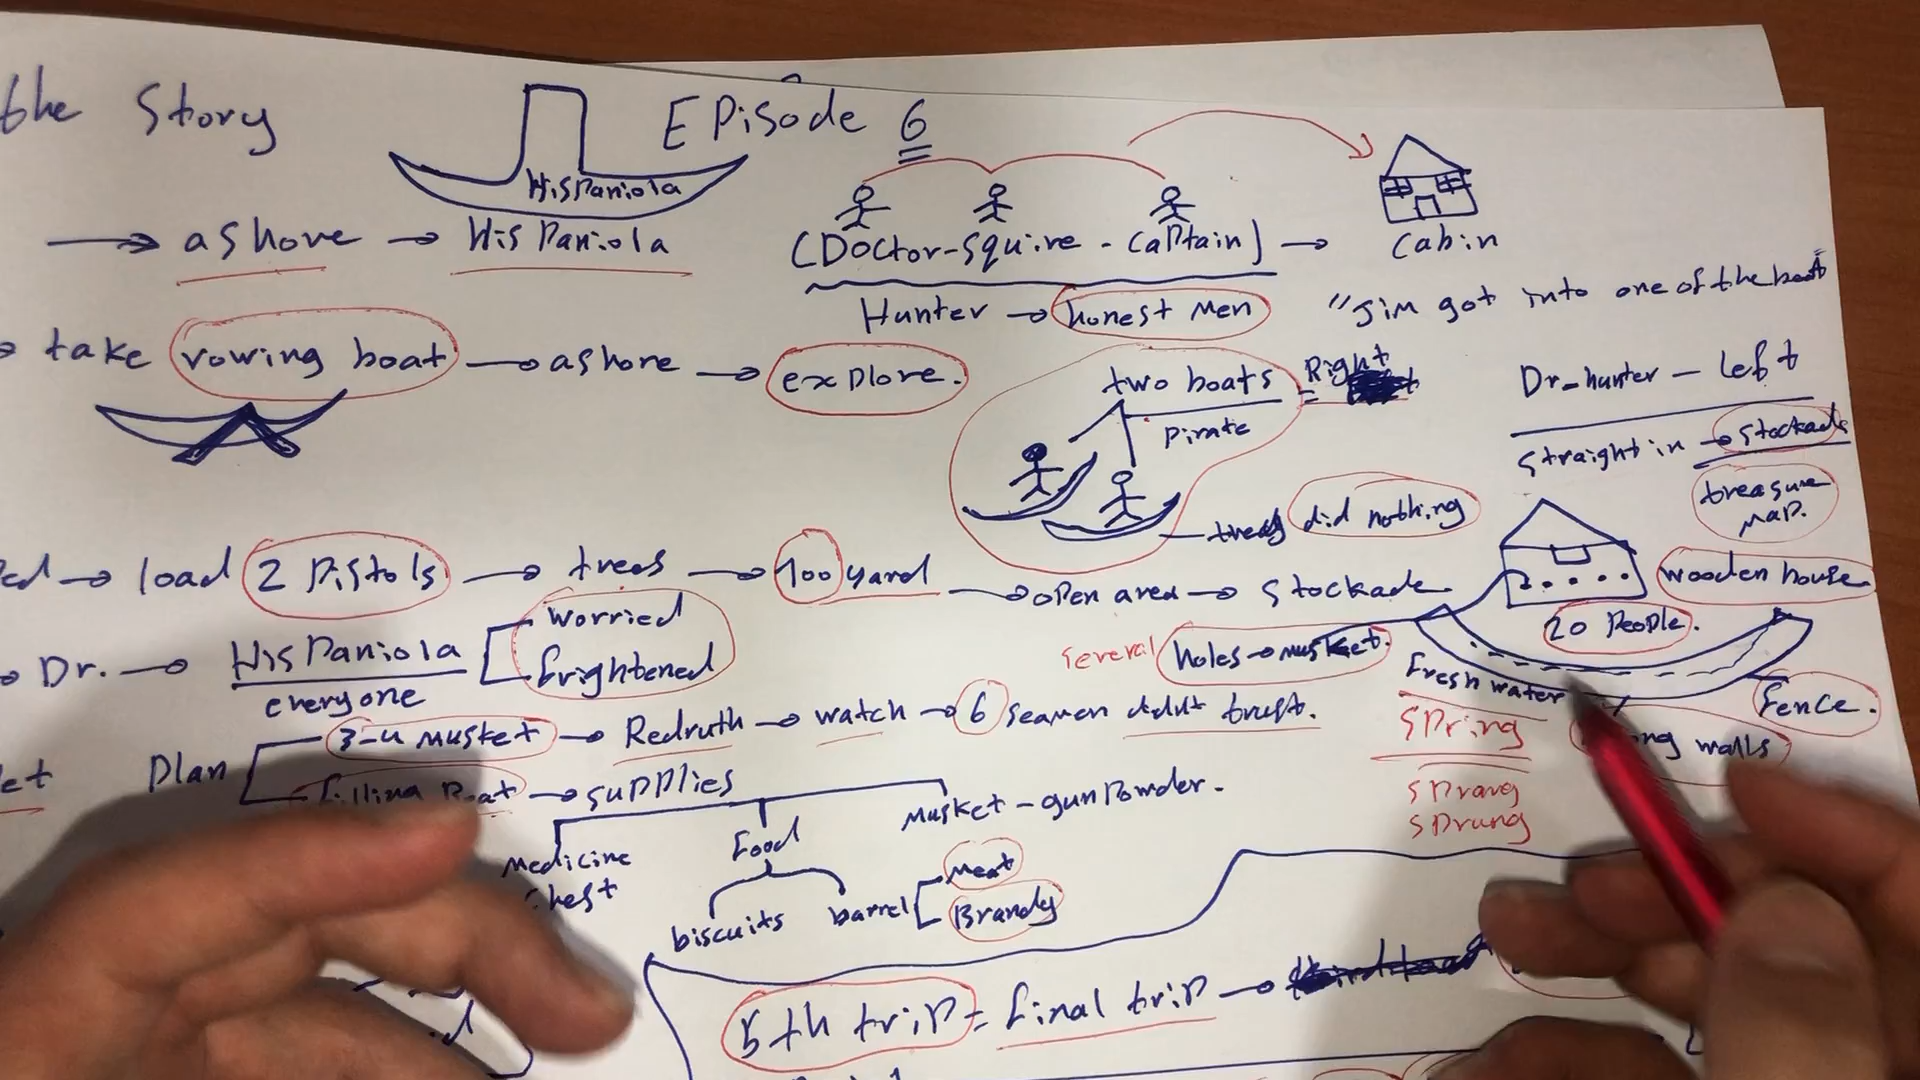 the Story
EPisode 6
HisPaniola
→ ashore → HisPaniola
(Doctor-Squire - Captain) → Cabin
Hunter → honest men
"Jim got into one of the boat
take rowing boat → ashore → explore.
two boats = Right
Pirate
Dr-hunter - left
Straight in → Stockade
treasure map.
did nothing
load 2 Pistols → trees → 100 yard → open area → Stockade
wooden house
20 People.
Dr. → HisPaniola
everyone
worried
frightened
several holes → musket.
Fresh water
Fence.
Spring
walls
Sprang
Sprung
Plan
3-4 musket → Redruth → watch → 6 seamen didn't trust.
filling Boat → supplies
medicine chest
Food
musket - gunpowder.
biscuits
barrel
Meat
Brandy
5th trip = final trip →